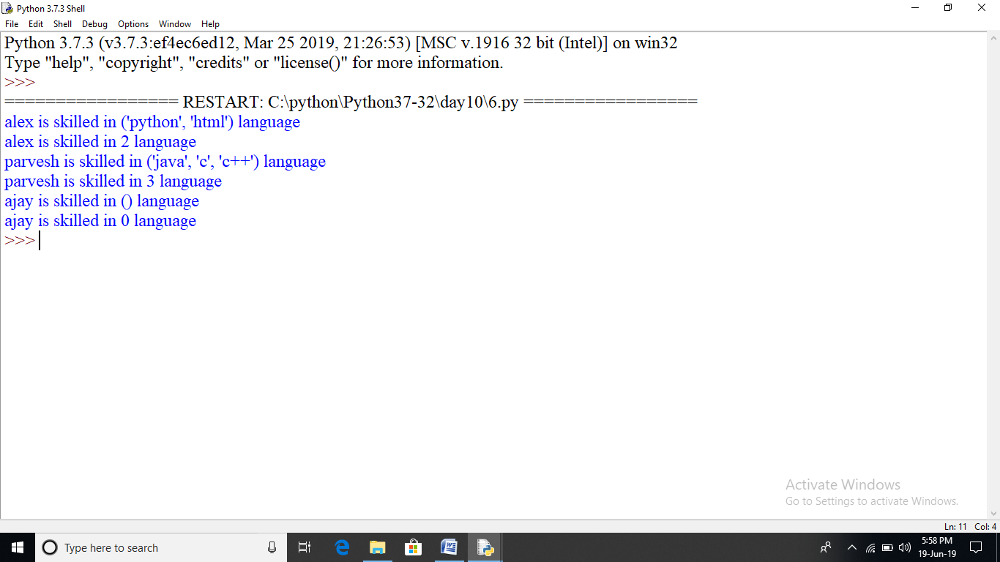 Python 3.7.3 Shell
File Edit Shell Debug Options Window Help
Python 3.7.3 (v3.7.3:ef4ec6ed12, Mar 25 2019, 21:26:53) [MSC v.1916 32 bit (Intel)] on win32
Type "help", "copyright", "credits" or "license()" for more information.
>>>
================= RESTART: C:\python\Python37-32\day10\6.py =================
alex is skilled in ('python', 'html') language
alex is skilled in 2 language
parvesh is skilled in ('java', 'c', 'c++') language
parvesh is skilled in 3 language
ajay is skilled in () language
ajay is skilled in 0 language
>>>
Activate Windows
Go to Settings to activate Windows.
Ln: 11 Col: 4
Type here to search
5:58 PM
19-Jun-19